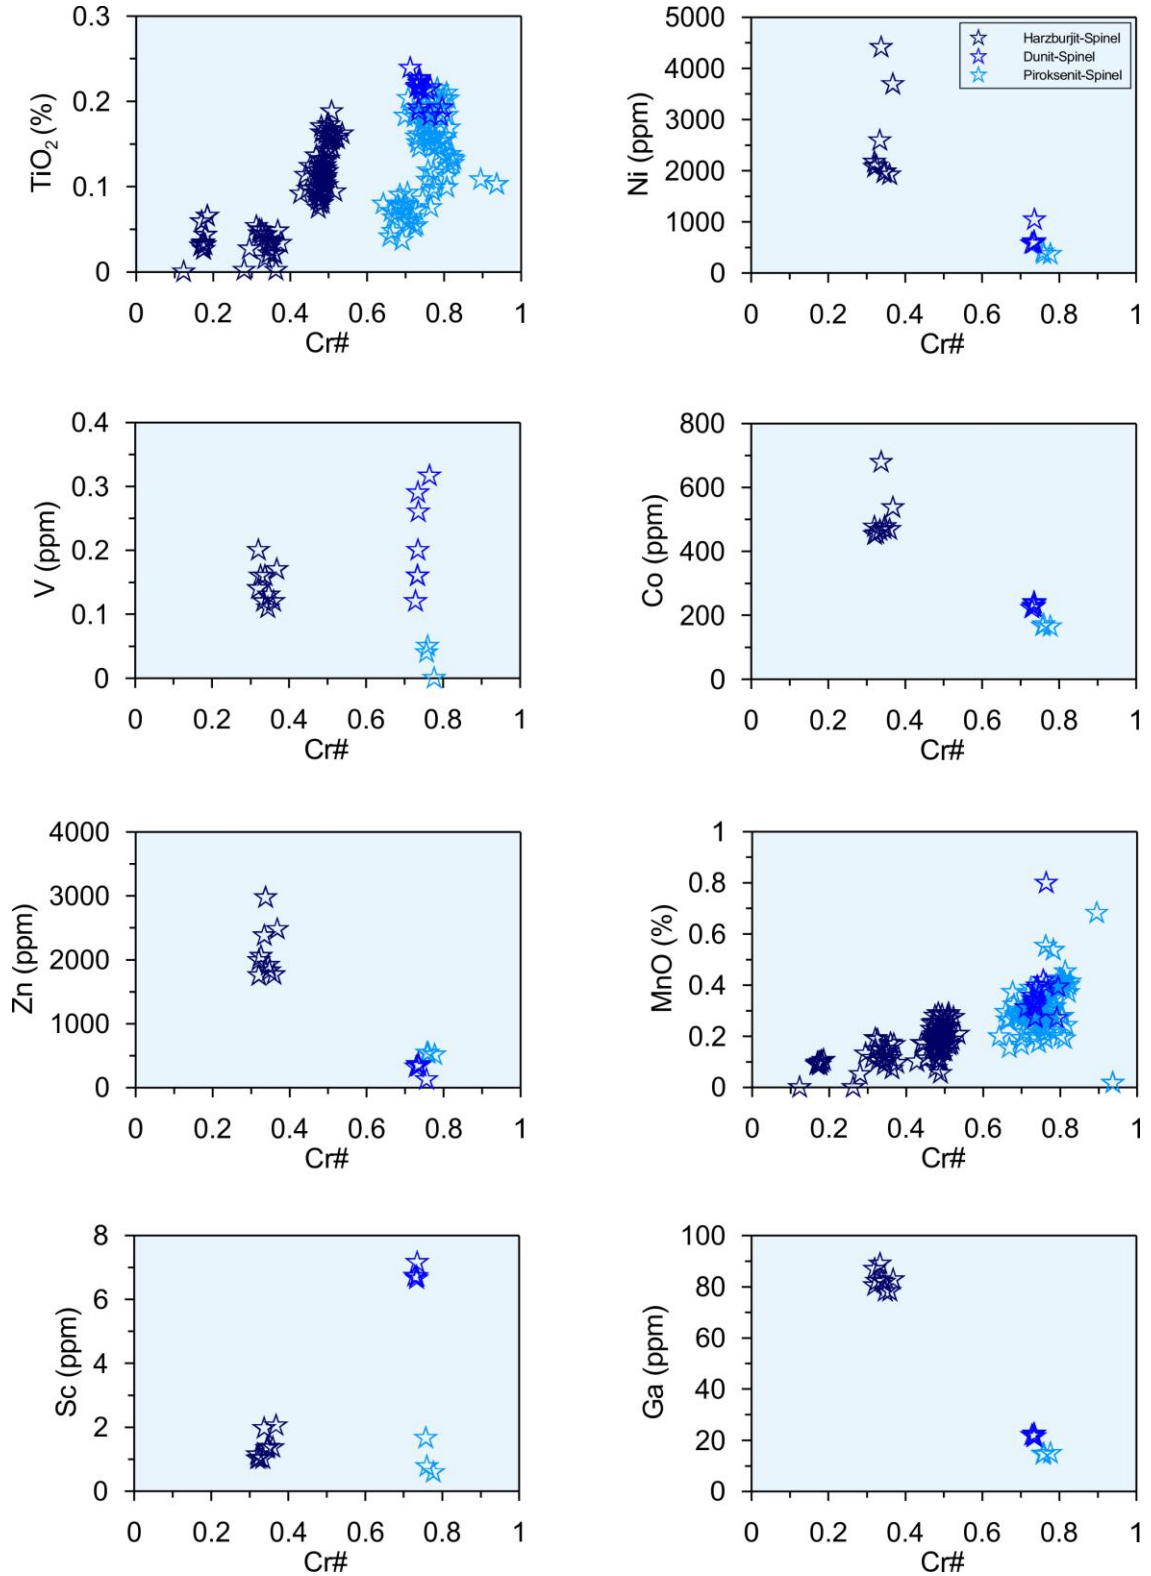 0.3
0.2
0.1
0
TiO2 (%)
0 0.2 0.4 0.6 0.8 1
Cr#
5000
4000
3000
2000
1000
0
Ni (ppm)
Harzburjit-Spinel
Dunit-Spinel
Piroksenit-Spinel
0 0.2 0.4 0.6 0.8 1
Cr#
0.4
0.3
0.2
0.1
0
V (ppm)
0 0.2 0.4 0.6 0.8 1
Cr#
800
600
400
200
0
Co (ppm)
0 0.2 0.4 0.6 0.8 1
Cr#
4000
3000
2000
1000
0
Zn (ppm)
0 0.2 0.4 0.6 0.8 1
Cr#
1
0.8
0.6
0.4
0.2
0
MnO (%)
0 0.2 0.4 0.6 0.8 1
Cr#
8
6
4
2
0
Sc (ppm)
0 0.2 0.4 0.6 0.8 1
Cr#
100
80
60
40
20
0
Ga (ppm)
0 0.2 0.4 0.6 0.8 1
Cr#